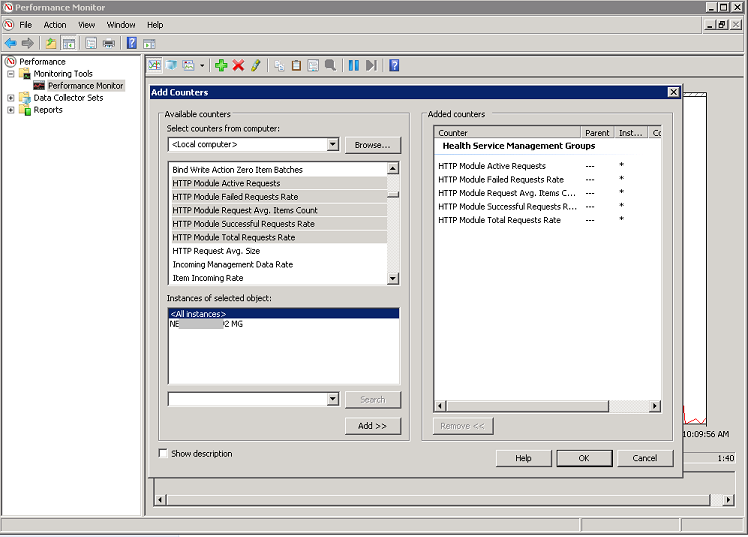 Performance Monitor
File Action View Window Help
Performance
Monitoring Tools
Performance Monitor
Data Collector Sets
Reports
Add Counters
Available counters
Select counters from computer:
<Local computer>
Browse...
Bind Write Action Zero Item Batches
HTTP Module Active Requests
HTTP Module Failed Requests Rate
HTTP Module Request Avg. Items Count
HTTP Module Successful Requests Rate
HTTP Module Total Requests Rate
HTTP Request Avg. Size
Incoming Management Data Rate
Item Incoming Rate
Instances of selected object:
<All instances>
NE 2 MG
Search
Add >>
Show description
Added counters
Counter Parent Inst... Co
Health Service Management Groups
HTTP Module Active Requests --- *
HTTP Module Failed Requests Rate --- *
HTTP Module Request Avg. Items C... --- *
HTTP Module Successful Requests R... --- *
HTTP Module Total Requests Rate --- *
Remove <<
Help OK Cancel
10:09:56 AM
1:40